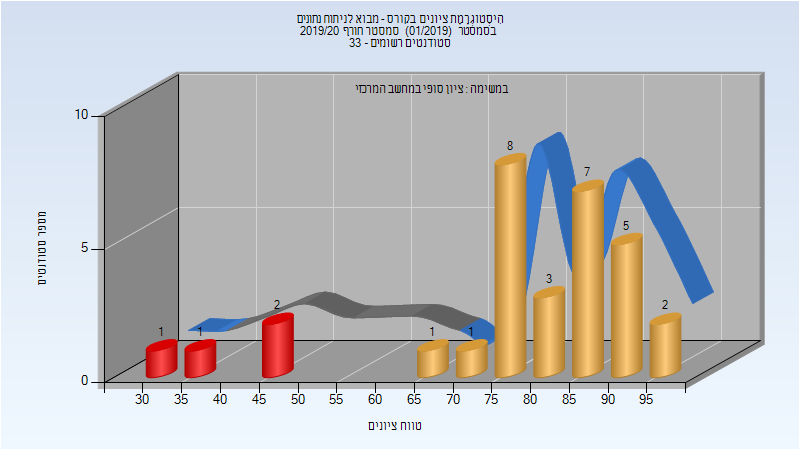 היסטוגרמת ציונים בקורס - מבוא לניתוח נתונים
בסמסטר (01/2019) סמסטר חורף 2019/20
סטודנטים רשומים - 33
במשימה : ציון סופי במחשב המרכזי
10
5
0
מספר סטודנטים
1
1
2
1
1
8
3
7
5
2
30 35 40 45 50 55 60 65 70 75 80 85 90 95
טווח ציונים